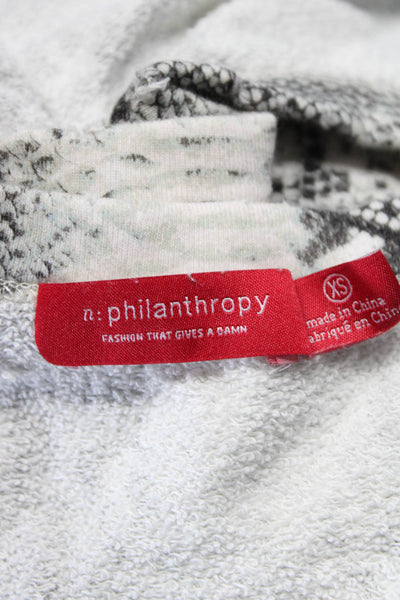 n: philanthropy
FASHION THAT GIVES A DAMN
XS
made in China
abriqué en Chin